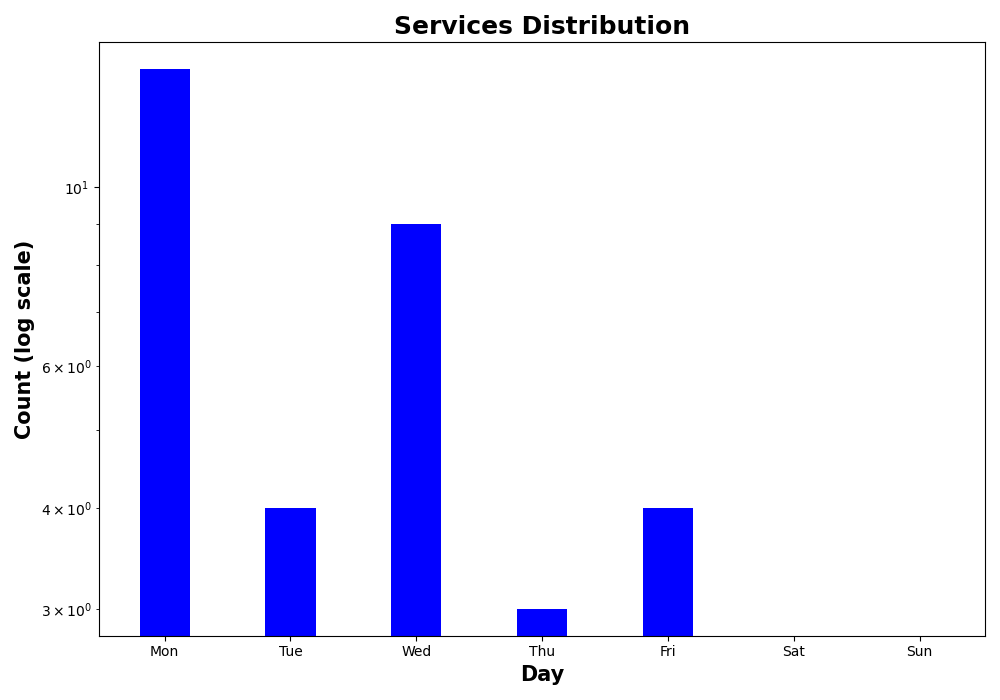 Services Distribution
Count (log scale)
10¹
6 × 10⁰
4 × 10⁰
3 × 10⁰
Mon Tue Wed Thu Fri Sat Sun
Day